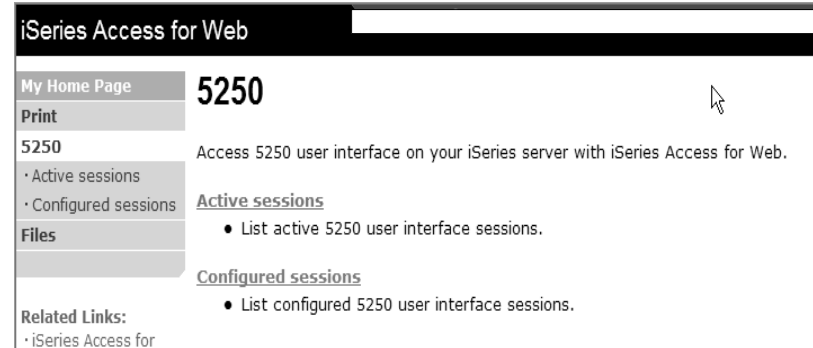 iSeries Access for Web
My Home Page
Print
5250
· Active sessions
· Configured sessions
Files
Related Links:
· iSeries Access for
5250
Access 5250 user interface on your iSeries server with iSeries Access for Web.
Active sessions
• List active 5250 user interface sessions.
Configured sessions
• List configured 5250 user interface sessions.